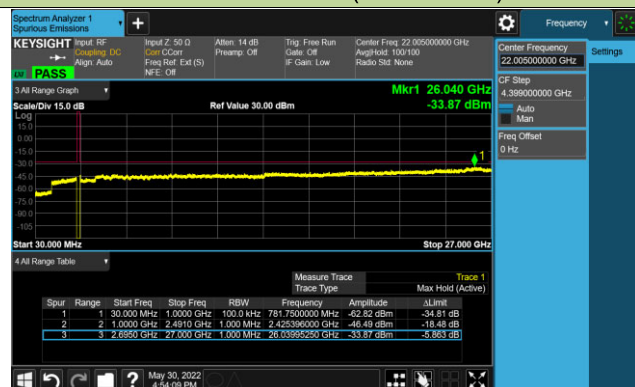 Spectrum Analyzer 1
Spurious Emissions
Frequency
KEYSIGHT
Input: RF
Coupling: DC
Align: Auto
Input Z: 50 Ω
Corr CCorr
Freq Ref: Ext (S)
NFE: Off
Atten: 14 dB
Preamp: Off
Trig: Free Run
Gate: Off
IF Gain: Low
Center Freq: 22.005000000 GHz
Avg|Hold: 100/100
Radio Std: None
PASS
Center Frequency
22.005000000 GHz
Settings
CF Step
4.399000000 GHz
Auto
Man
Freq Offset
0 Hz
3 All Range Graph
Mkr1 26.040 GHz
Scale/Div 15.0 dB
Ref Value 30.00 dBm
-33.87 dBm
Log
15.0
0.00
-15.0
-30.0
-45.0
-60.0
-75.0
-90.0
-105
1
Start 30.000 MHz
Stop 27.000 GHz
4 All Range Table
Measure Trace Trace 1
Trace Type Max Hold (Active)
Spur Range Start Freq Stop Freq RBW Frequency Amplitude ΔLimit
1 1 30.000 MHz 1.0000 GHz 100.0 kHz 781.7500000 MHz -62.82 dBm -34.81 dB
2 2 1.0000 GHz 2.4910 GHz 1.000 MHz 2.425396000 GHz -46.49 dBm -18.48 dB
3 3 2.6950 GHz 27.000 GHz 1.000 MHz 26.03995250 GHz -33.87 dBm -5.863 dB
May 30, 2022
4:54:09 PM